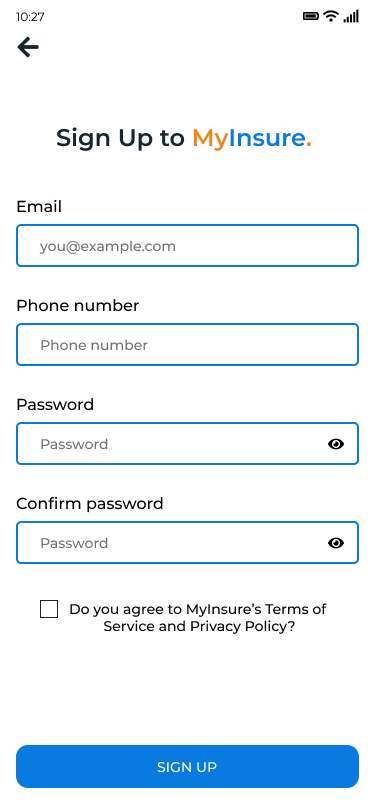 10:27
Sign Up to MyInsure.
Email
you@example.com
Phone number
Phone number
Password
Password
Confirm password
Password
Do you agree to MyInsure’s Terms of
Service and Privacy Policy?
SIGN UP